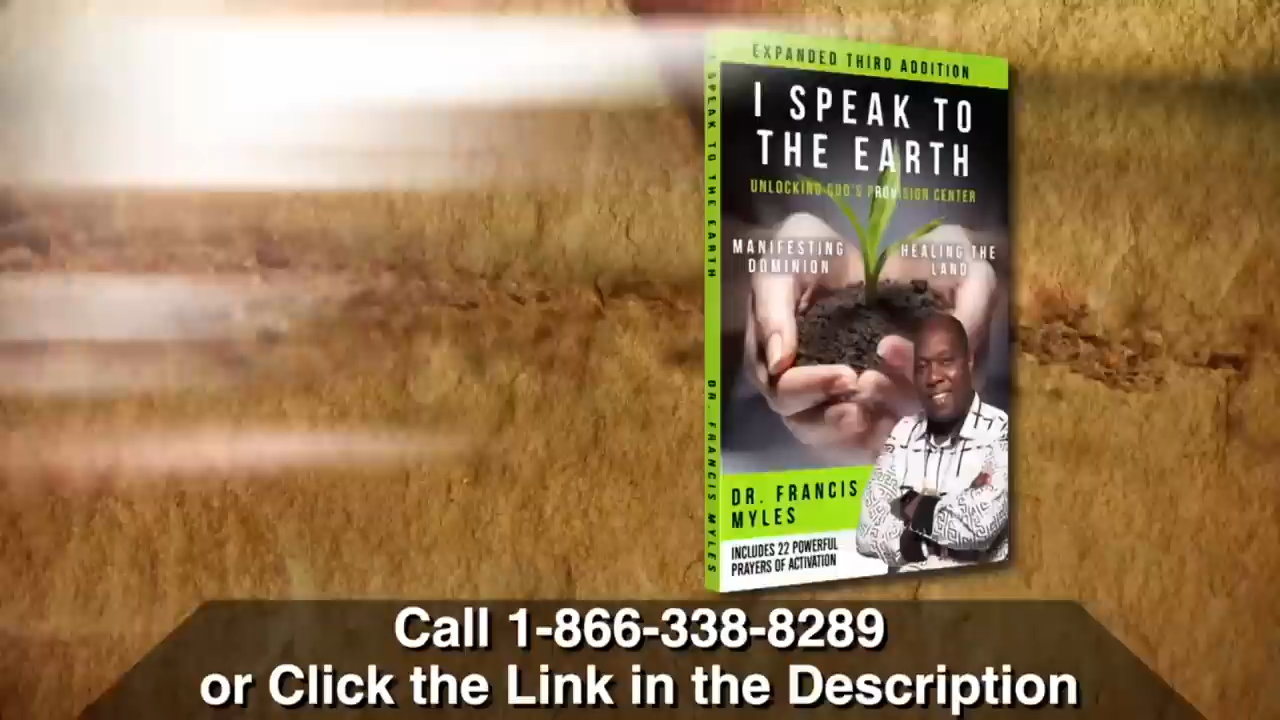 EXPANDED THIRD ADDITION
I SPEAK TO
THE EARTH
UNLOCKING GOD'S PROVISION CENTER
MANIFESTING
DOMINION
HEALING THE
LAND
DR. FRANCIS
MYLES
INCLUDES 22 POWERFUL
PRAYERS OF ACTIVATION
I SPEAK TO THE EARTH
DR. FRANCIS MYLES
Call 1-866-338-8289
or Click the Link in the Description